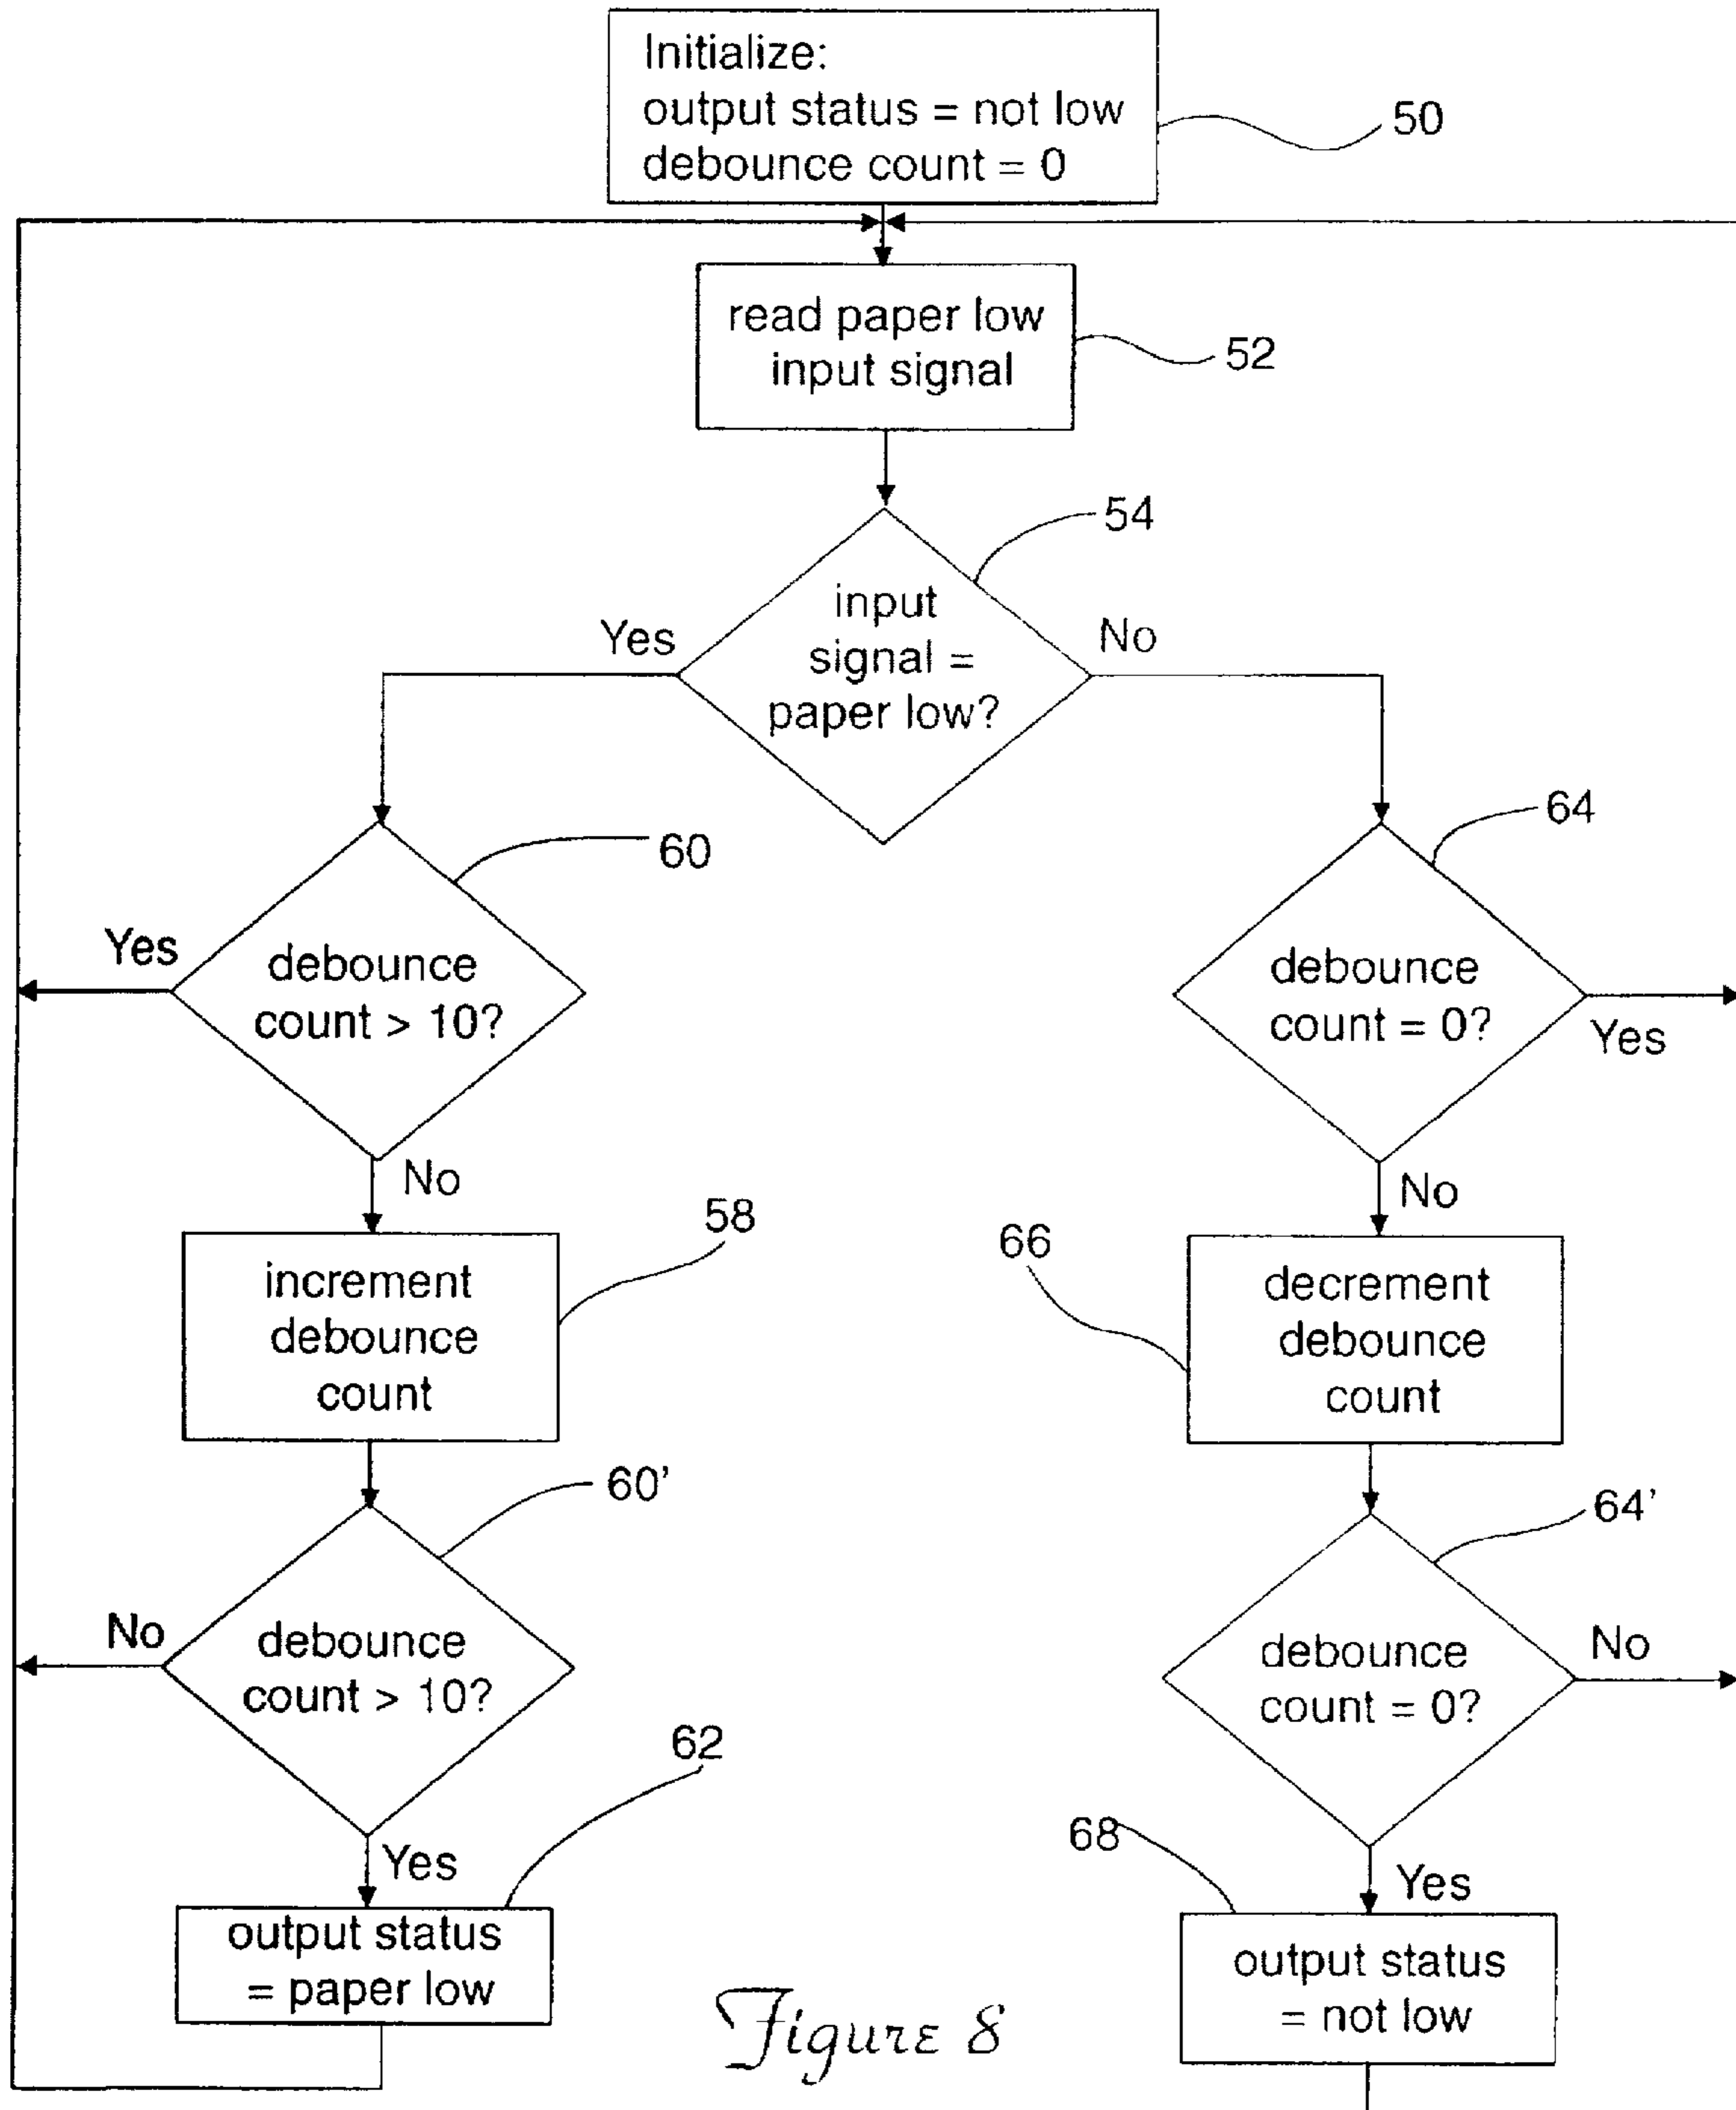 Initialize:
output status = not low
debounce count = 0
50
read paper low
input signal
52
54
input
signal =
paper low?
Yes
No
60
64
debounce
count > 10?
Yes
debounce
count = 0?
Yes
No
No
58
66
increment
debounce
count
decrement
debounce
count
60'
64'
debounce
count > 10?
No
debounce
count = 0?
No
62
68
Yes
Yes
output status
= paper low
output status
= not low
Figure 8